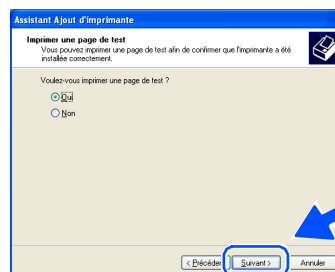 Assistant Ajout d'imprimante
Imprimer une page de test
Vous pouvez imprimer une page de test afin de confirmer que l'imprimante a été
installée correctement.
Voulez-vous imprimer une page de test ?
Oui
Non
< Précédent
Suivant >
Annuler